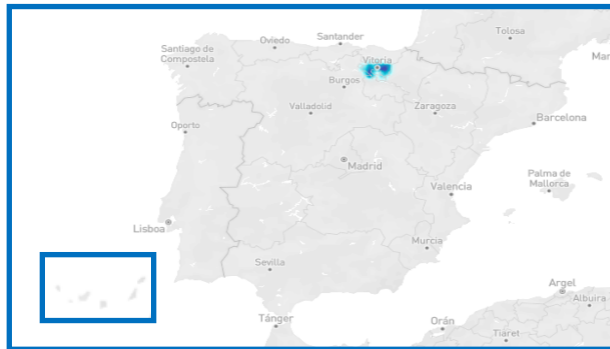 Tolosa
Santander
Oviedo
Santiago de
Compostela
Mar
Vitoria
Burgos
Valladolid
Zaragoza
Barcelona
Oporto
Madrid
Palma de
Mallorca
Valencia
Lisboa
Murcia
Sevilla
Argel
Albuira
Tánger
Orán
Tiaret